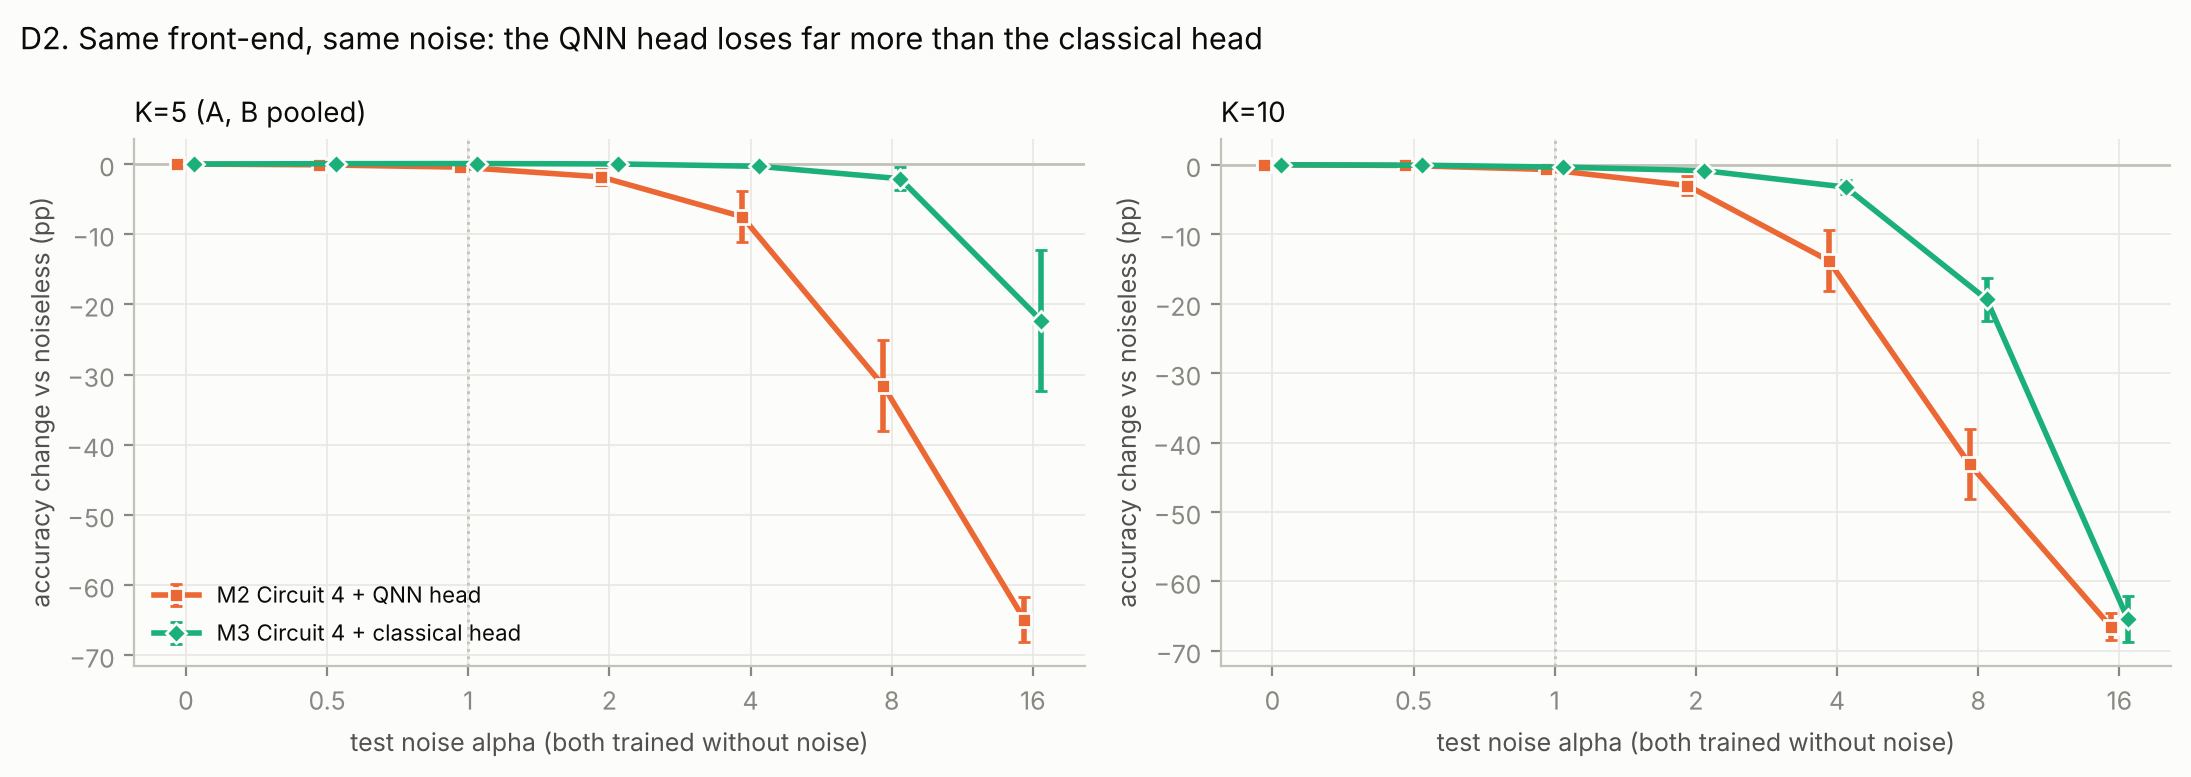 D2. Same front-end, same noise: the QNN head loses far more than the classical head
K=5 (A, B pooled)
accuracy change vs noiseless (pp)
0
−10
−20
−30
−40
−50
−60
−70
M2 Circuit 4 + QNN head
M3 Circuit 4 + classical head
0 0.5 1 2 4 8 16
test noise alpha (both trained without noise)
K=10
accuracy change vs noiseless (pp)
0
−10
−20
−30
−40
−50
−60
−70
0 0.5 1 2 4 8 16
test noise alpha (both trained without noise)